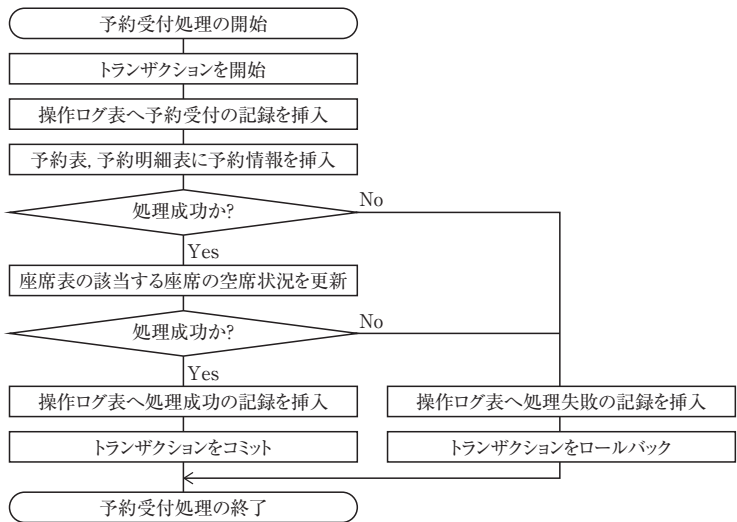 予約受付処理の開始
トランザクションを開始
操作ログ表へ予約受付の記録を挿入
予約表, 予約明細表に予約情報を挿入
処理成功か?
No
Yes
座席表の該当する座席の空席状況を更新
処理成功か?
No
Yes
操作ログ表へ処理成功の記録を挿入
操作ログ表へ処理失敗の記録を挿入
トランザクションをコミット
トランザクションをロールバック
予約受付処理の終了